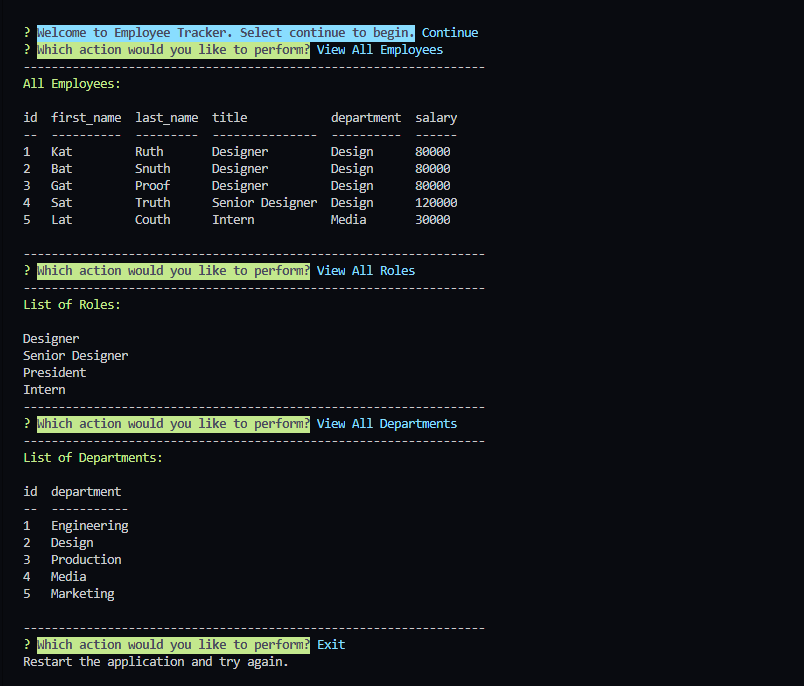 ? Welcome to Employee Tracker. Select continue to begin. Continue
? Which action would you like to perform? View All Employees
------------------------------------------------------------------
All Employees:
id  first_name  last_name  title            department  salary
--  ----------  ---------  ---------------  ----------  ------
1   Kat         Ruth       Designer         Design      80000
2   Bat         Snuth      Designer         Design      80000
3   Gat         Proof      Designer         Design      80000
4   Sat         Truth      Senior Designer  Design      120000
5   Lat         Couth      Intern           Media       30000
------------------------------------------------------------------
? Which action would you like to perform? View All Roles
------------------------------------------------------------------
List of Roles:
Designer
Senior Designer
President
Intern
------------------------------------------------------------------
? Which action would you like to perform? View All Departments
------------------------------------------------------------------
List of Departments:
id  department
--  -----------
1   Engineering
2   Design
3   Production
4   Media
5   Marketing
------------------------------------------------------------------
? Which action would you like to perform? Exit
Restart the application and try again.